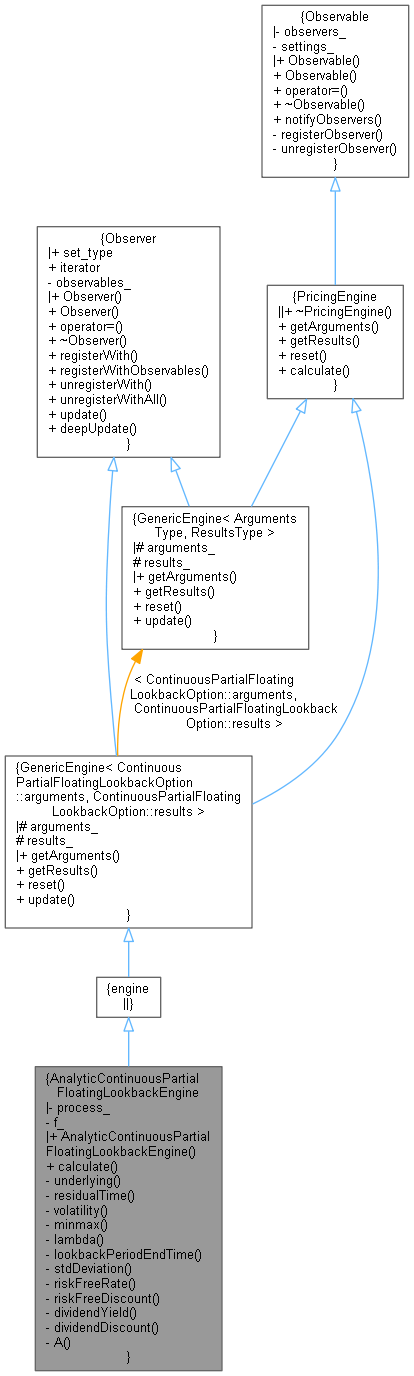 {Observable
|- observers_
- settings_
|+ Observable()
+ Observable()
+ operator=()
+ ~Observable()
+ notifyObservers()
- registerObserver()
- unregisterObserver()
}
{Observer
|+ set_type
+ iterator
- observables_
|+ Observer()
+ Observer()
+ operator=()
+ ~Observer()
+ registerWith()
+ registerWithObservables()
+ unregisterWith()
+ unregisterWithAll()
+ update()
+ deepUpdate()
}
{PricingEngine
||+ ~PricingEngine()
+ getArguments()
+ getResults()
+ reset()
+ calculate()
}
{GenericEngine< Arguments
Type, ResultsType >
|# arguments_
# results_
|+ getArguments()
+ getResults()
+ reset()
+ update()
}
< ContinuousPartialFloating
LookbackOption::arguments,
ContinuousPartialFloatingLookback
Option::results >
{GenericEngine< Continuous
PartialFloatingLookbackOption
::arguments, ContinuousPartialFloating
LookbackOption::results >
|# arguments_
# results_
|+ getArguments()
+ getResults()
+ reset()
+ update()
}
{engine
||}
{AnalyticContinuousPartial
FloatingLookbackEngine
|- process_
- f_
|+ AnalyticContinuousPartial
FloatingLookbackEngine()
+ calculate()
- underlying()
- residualTime()
- volatility()
- minmax()
- lambda()
- lookbackPeriodEndTime()
- stdDeviation()
- riskFreeRate()
- riskFreeDiscount()
- dividendYield()
- dividendDiscount()
- A()
}